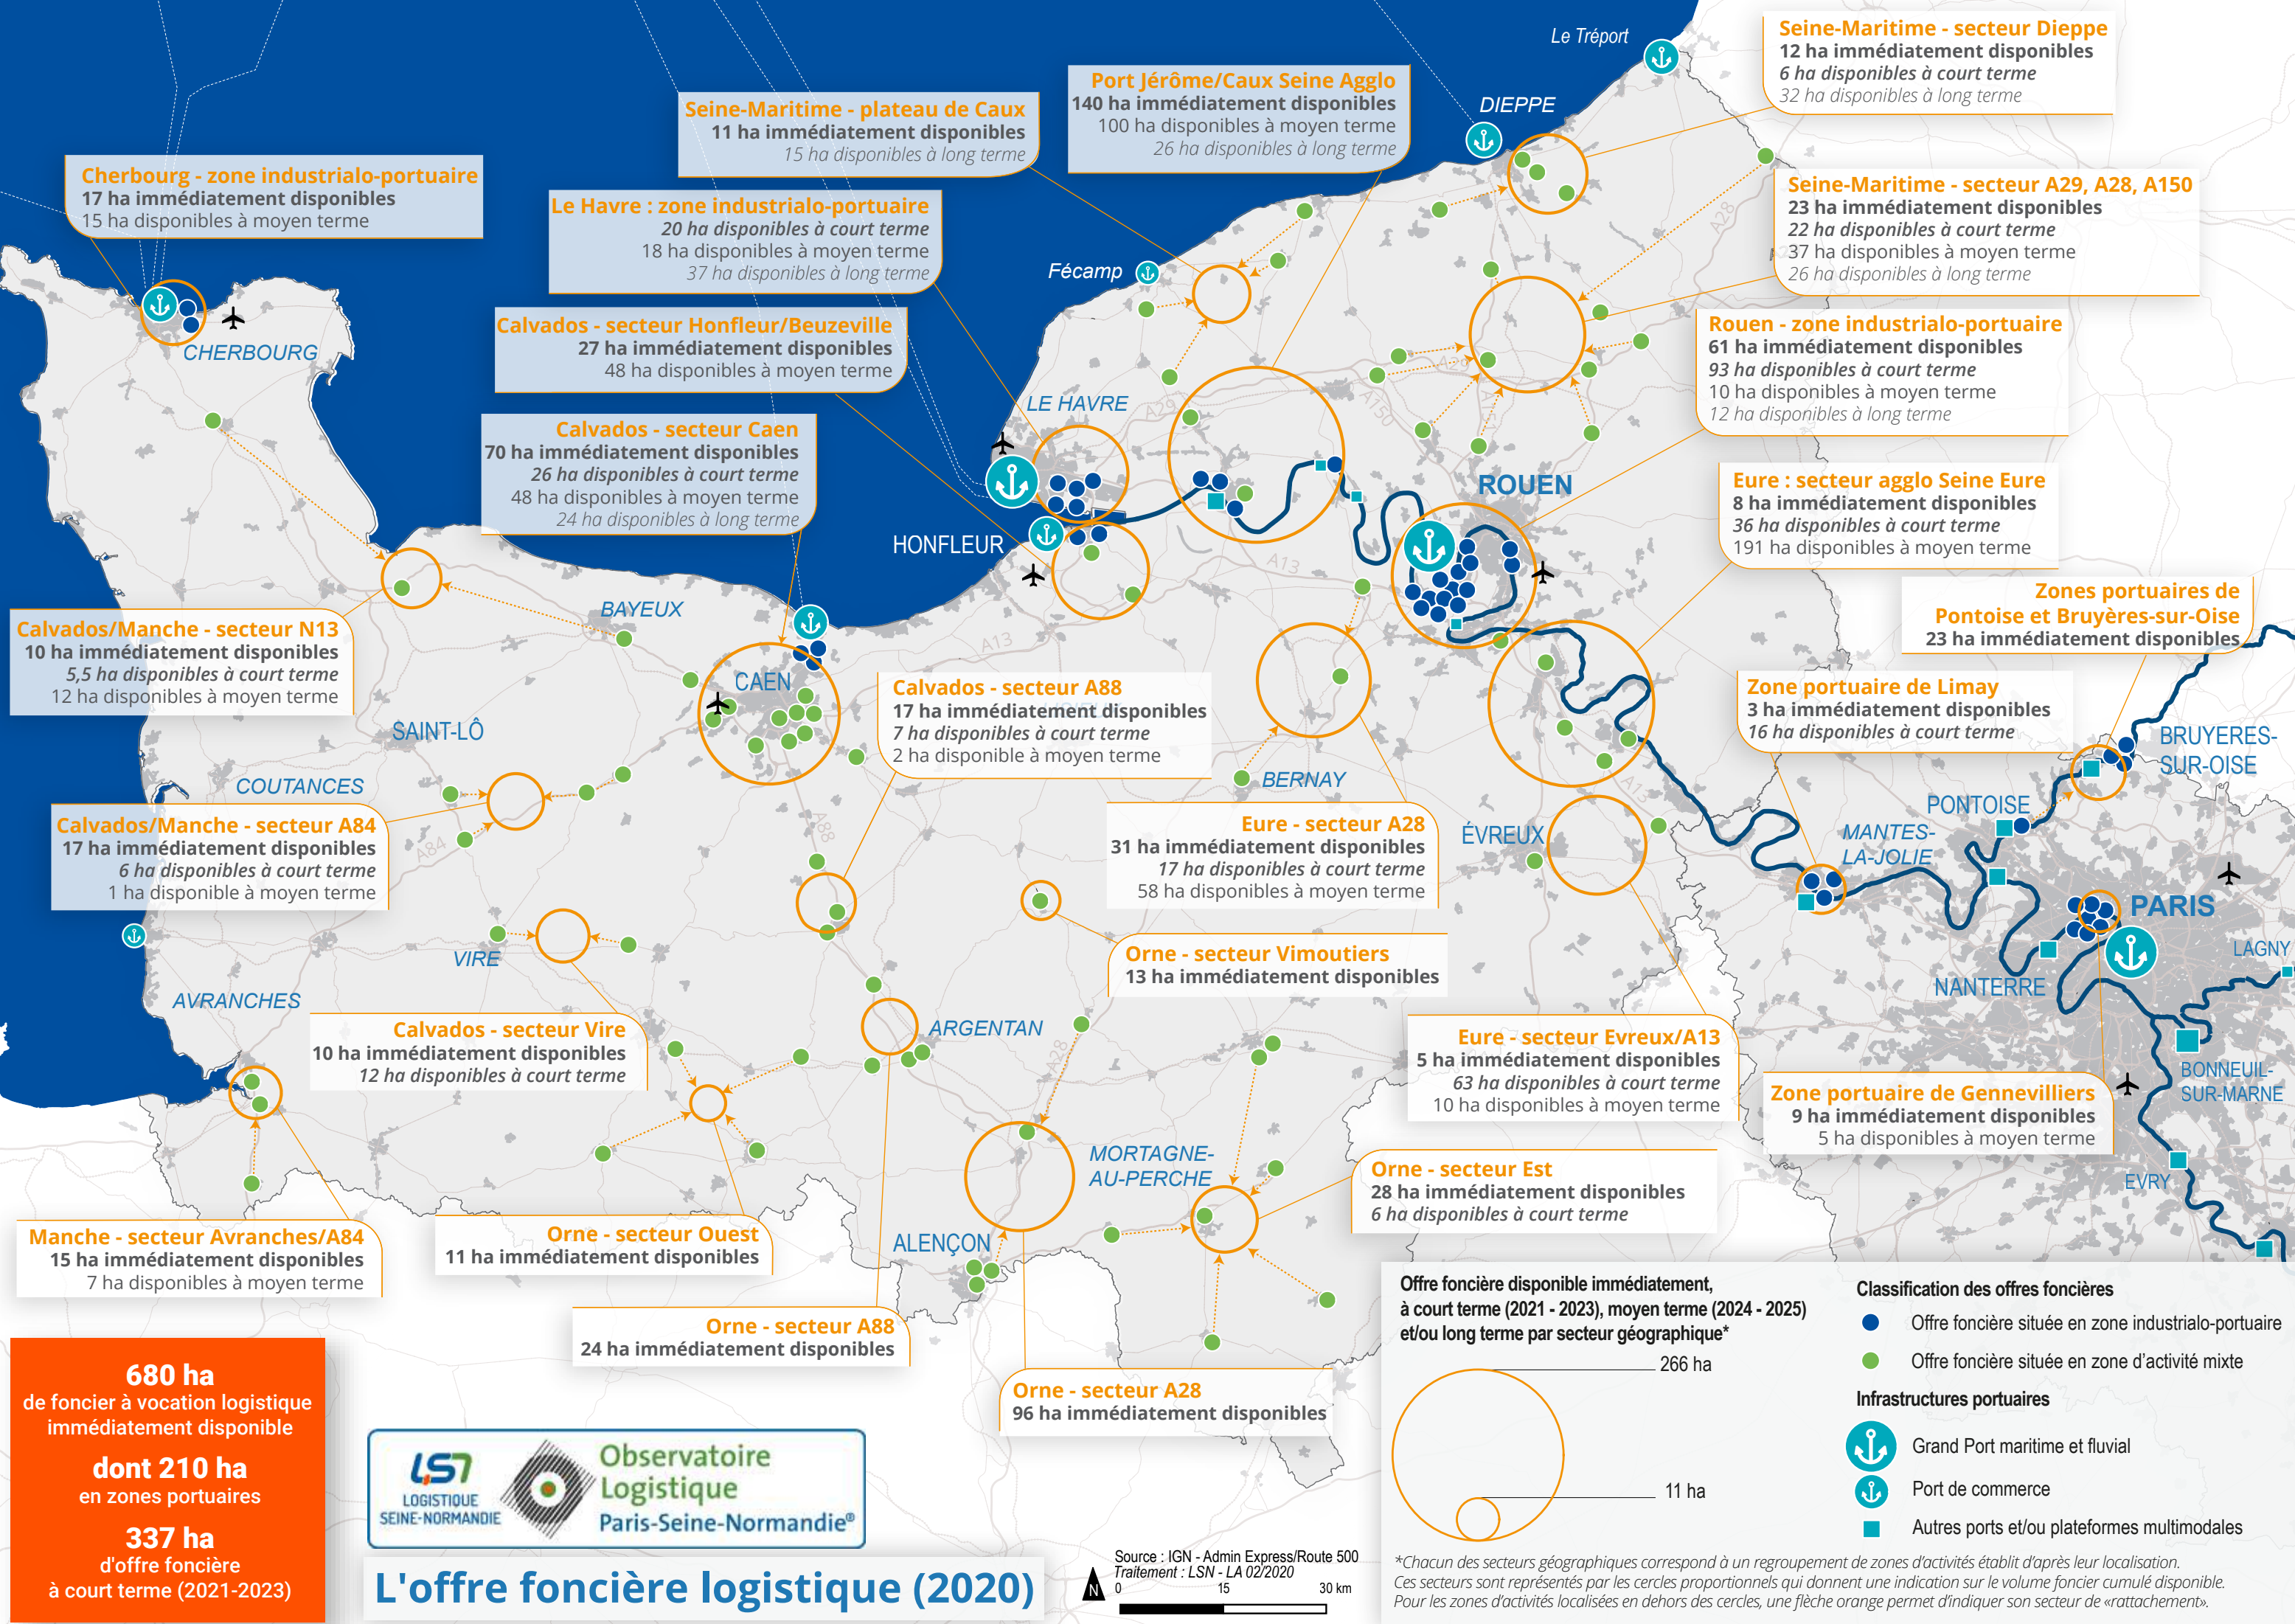 Le Tréport
DIEPPE
Seine-Maritime - secteur Dieppe
12 ha immédiatement disponibles
6 ha disponibles à court terme
32 ha disponibles à long terme
Port Jérôme/Caux Seine Agglo
140 ha immédiatement disponibles
100 ha disponibles à moyen terme
26 ha disponibles à long terme
Seine-Maritime - plateau de Caux
11 ha immédiatement disponibles
15 ha disponibles à long terme
Cherbourg - zone industrialo-portuaire
17 ha immédiatement disponibles
15 ha disponibles à moyen terme
Le Havre : zone industrialo-portuaire
20 ha disponibles à court terme
18 ha disponibles à moyen terme
37 ha disponibles à long terme
Seine-Maritime - secteur A29, A28, A150
23 ha immédiatement disponibles
22 ha disponibles à court terme
37 ha disponibles à moyen terme
26 ha disponibles à long terme
A28
Fécamp
CHERBOURG
Calvados - secteur Honfleur/Beuzeville
27 ha immédiatement disponibles
48 ha disponibles à moyen terme
Rouen - zone industrialo-portuaire
61 ha immédiatement disponibles
93 ha disponibles à court terme
10 ha disponibles à moyen terme
12 ha disponibles à long terme
LE HAVRE
A29
A150
A29
Calvados - secteur Caen
70 ha immédiatement disponibles
26 ha disponibles à court terme
48 ha disponibles à moyen terme
24 ha disponibles à long terme
ROUEN
Eure : secteur agglo Seine Eure
8 ha immédiatement disponibles
36 ha disponibles à court terme
191 ha disponibles à moyen terme
HONFLEUR
A13
A13
BAYEUX
CAEN
Zones portuaires de
Pontoise et Bruyères-sur-Oise
23 ha immédiatement disponibles
Calvados/Manche - secteur N13
10 ha immédiatement disponibles
5,5 ha disponibles à court terme
12 ha disponibles à moyen terme
Calvados - secteur A88
17 ha immédiatement disponibles
7 ha disponibles à court terme
2 ha disponible à moyen terme
Zone portuaire de Limay
3 ha immédiatement disponibles
16 ha disponibles à court terme
SAINT-LÔ
COUTANCES
BERNAY
A13
BRUYERES-
SUR-OISE
PONTOISE
MANTES-
LA-JOLIE
Calvados/Manche - secteur A84
17 ha immédiatement disponibles
6 ha disponibles à court terme
1 ha disponible à moyen terme
A84
A88
Eure - secteur A28
31 ha immédiatement disponibles
17 ha disponibles à court terme
58 ha disponibles à moyen terme
ÉVREUX
PARIS
LAGNY
NANTERRE
VIRE
AVRANCHES
Orne - secteur Vimoutiers
13 ha immédiatement disponibles
Calvados - secteur Vire
10 ha immédiatement disponibles
12 ha disponibles à court terme
ARGENTAN
A28
Eure - secteur Evreux/A13
5 ha immédiatement disponibles
63 ha disponibles à court terme
10 ha disponibles à moyen terme
BONNEUIL-
SUR-MARNE
Zone portuaire de Gennevilliers
9 ha immédiatement disponibles
5 ha disponibles à moyen terme
EVRY
MORTAGNE-
AU-PERCHE
Orne - secteur Est
28 ha immédiatement disponibles
6 ha disponibles à court terme
Manche - secteur Avranches/A84
15 ha immédiatement disponibles
7 ha disponibles à moyen terme
Orne - secteur Ouest
11 ha immédiatement disponibles
ALENÇON
Orne - secteur A88
24 ha immédiatement disponibles
Orne - secteur A28
96 ha immédiatement disponibles
680 ha
de foncier à vocation logistique
immédiatement disponible
dont 210 ha
en zones portuaires
337 ha
d'offre foncière
à court terme (2021-2023)
LSN
LOGISTIQUE
SEINE-NORMANDIE
Observatoire
Logistique
Paris-Seine-Normandie®
L'offre foncière logistique (2020)
N
Source : IGN - Admin Express/Route 500
Traitement : LSN - LA 02/2020
0 15 30 km
Offre foncière disponible immédiatement,
à court terme (2021 - 2023), moyen terme (2024 - 2025)
et/ou long terme par secteur géographique*
266 ha
11 ha
Classification des offres foncières
Offre foncière située en zone industrialo-portuaire
Offre foncière située en zone d'activité mixte
Infrastructures portuaires
Grand Port maritime et fluvial
Port de commerce
Autres ports et/ou plateformes multimodales
*Chacun des secteurs géographiques correspond à un regroupement de zones d'activités établit d'après leur localisation.
Ces secteurs sont représentés par les cercles proportionnels qui donnent une indication sur le volume foncier cumulé disponible.
Pour les zones d'activités localisées en dehors des cercles, une flèche orange permet d'indiquer son secteur de «rattachement».